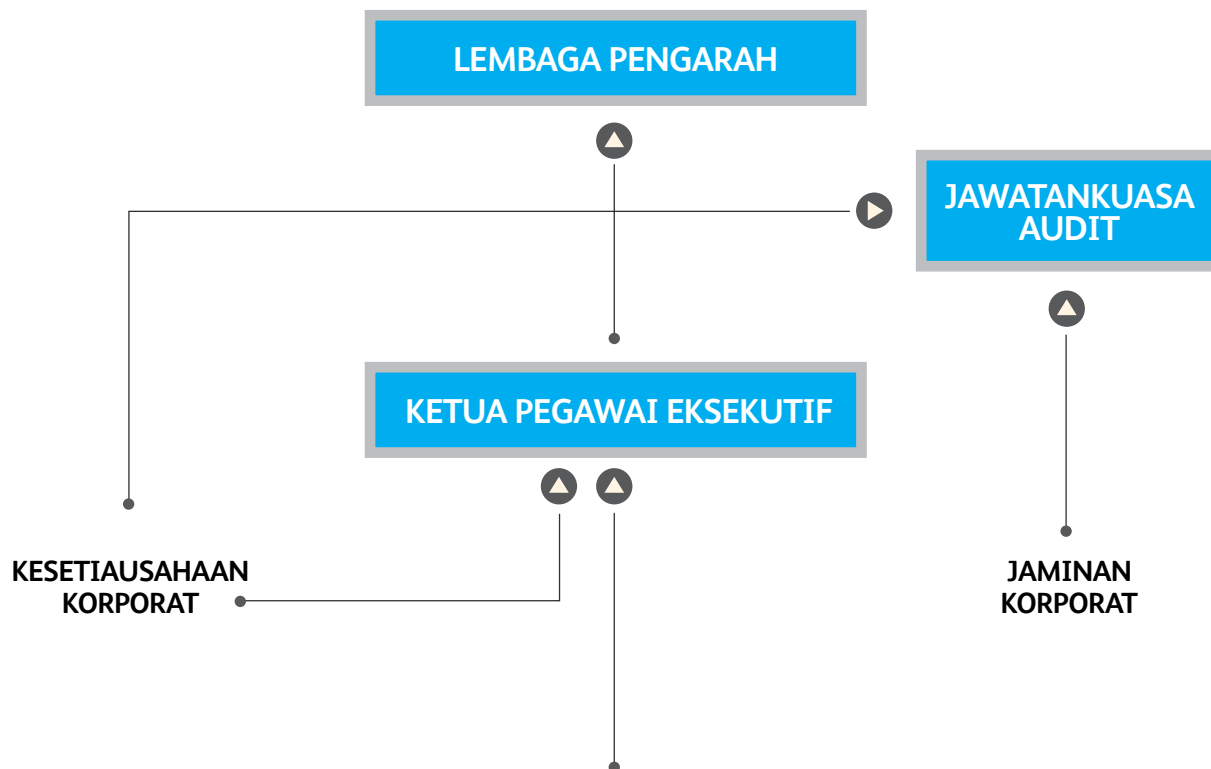 LEMBAGA PENGARAH
JAWATANKUASA
AUDIT
KETUA PEGAWAI EKSEKUTIF
KESETIAUSAHAAN
KORPORAT
JAMINAN
KORPORAT